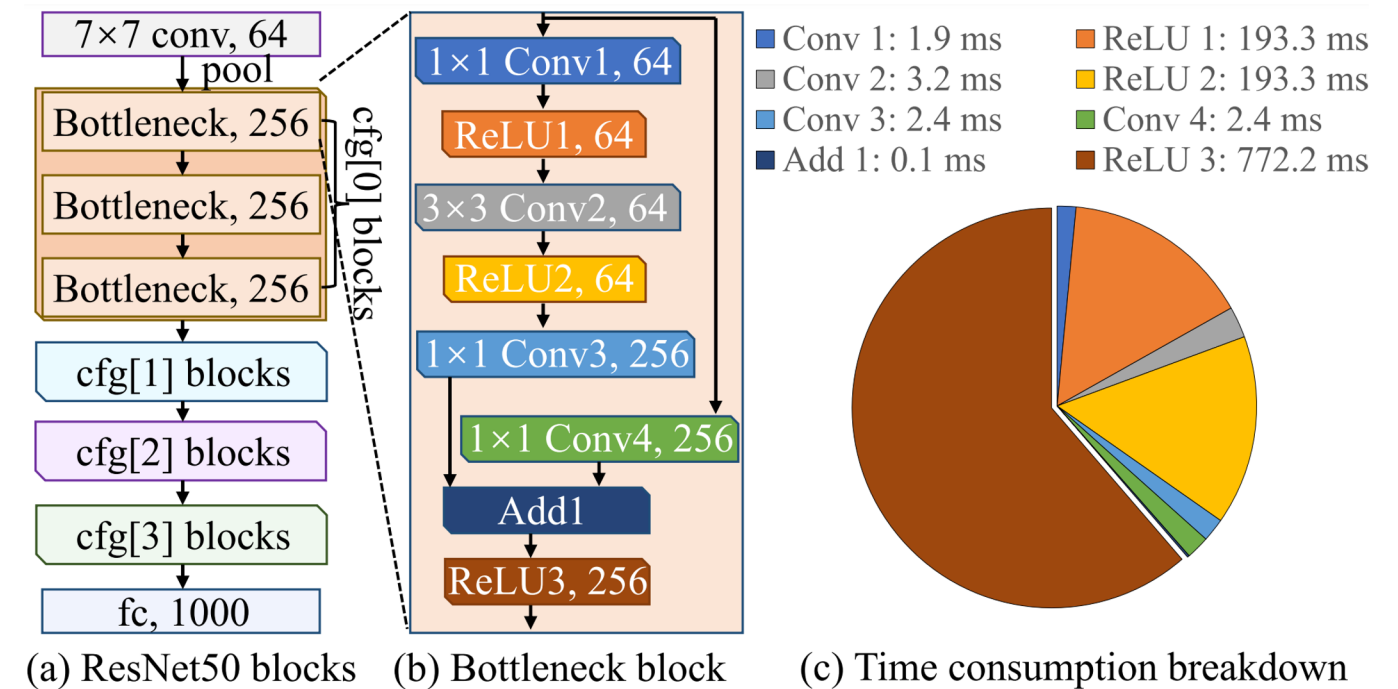 7×7 conv, 64
pool
Bottleneck, 256
Bottleneck, 256
Bottleneck, 256
cfg[0] blocks
cfg[1] blocks
cfg[2] blocks
cfg[3] blocks
fc, 1000
(a) ResNet50 blocks
1×1 Conv1, 64
ReLU1, 64
3×3 Conv2, 64
ReLU2, 64
1×1 Conv3, 256
1×1 Conv4, 256
Add1
ReLU3, 256
(b) Bottleneck block
Conv 1: 1.9 ms
ReLU 1: 193.3 ms
Conv 2: 3.2 ms
ReLU 2: 193.3 ms
Conv 3: 2.4 ms
Conv 4: 2.4 ms
Add 1: 0.1 ms
ReLU 3: 772.2 ms
(c) Time consumption breakdown